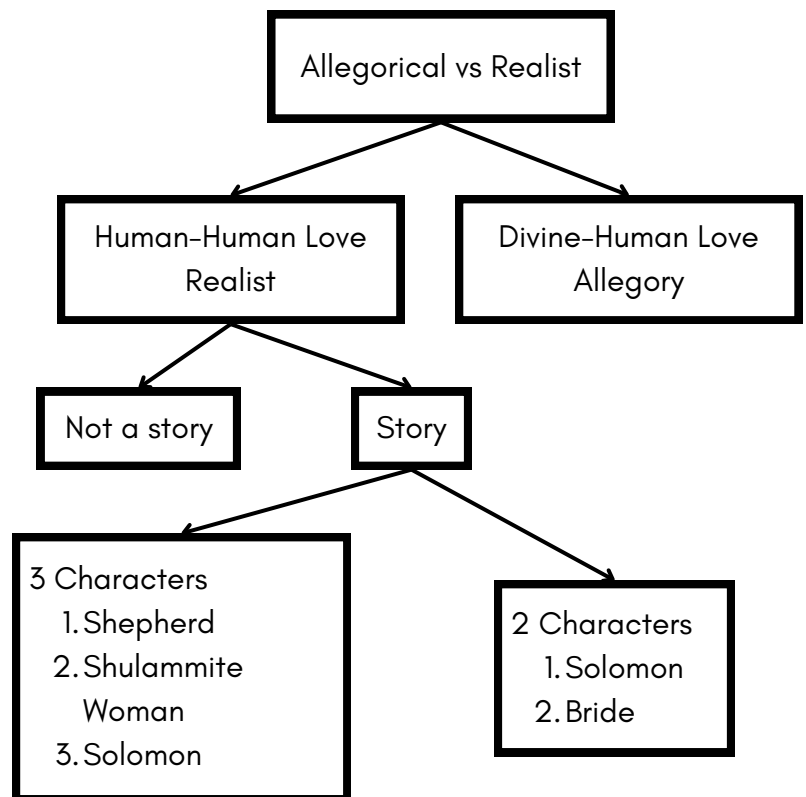 Allegorical vs Realist
Human-Human Love
Realist
Divine-Human Love
Allegory
Not a story
Story
3 Characters
1. Shepherd
2. Shulammite
Woman
3. Solomon
2 Characters
1. Solomon
2. Bride